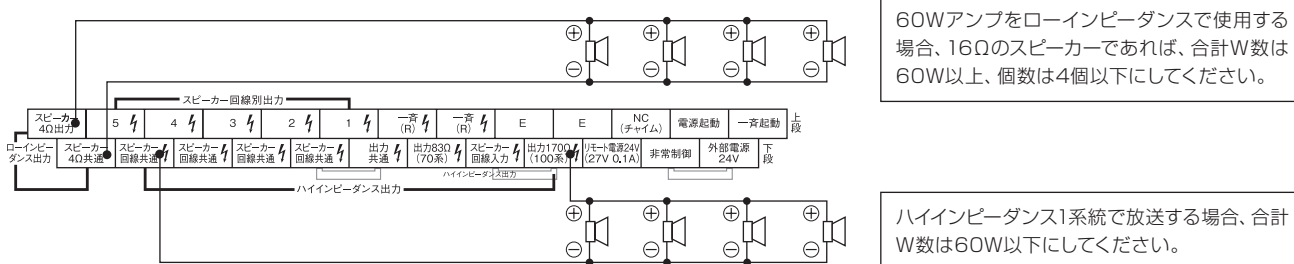 60Wアンプをローインピーダンスで使用する
場合、16Ωのスピーカーであれば、合計W数は
60W以上、個数は4個以下にしてください。
⊕ ⊕ ⊕ ⊕
⊖ ⊖ ⊖ ⊖
スピーカー回線別出力
スピーカー
4Ω出力
5
4
3
2
1
一斉
(R)
一斉
(R)
E
E
NC
(チャイム)
電源起動
一斉起動
上段
ローインピー
ダンス出力
スピーカー
4Ω共通
スピーカー
回線共通
スピーカー
回線共通
スピーカー
回線共通
スピーカー
回線共通
出力
共通
出力83Ω
(70系)
スピーカー
回線入力
出力170Ω
(100系)
リモート電源24V
(27V 0.1A)
非常制御
外部電源
24V
下段
ハイインピーダンス出力
ハイインピーダンス出力
⊕ ⊕ ⊕ ⊕
⊖ ⊖ ⊖ ⊖
ハイインピーダンス1系統で放送する場合、合計
W数は60W以下にしてください。